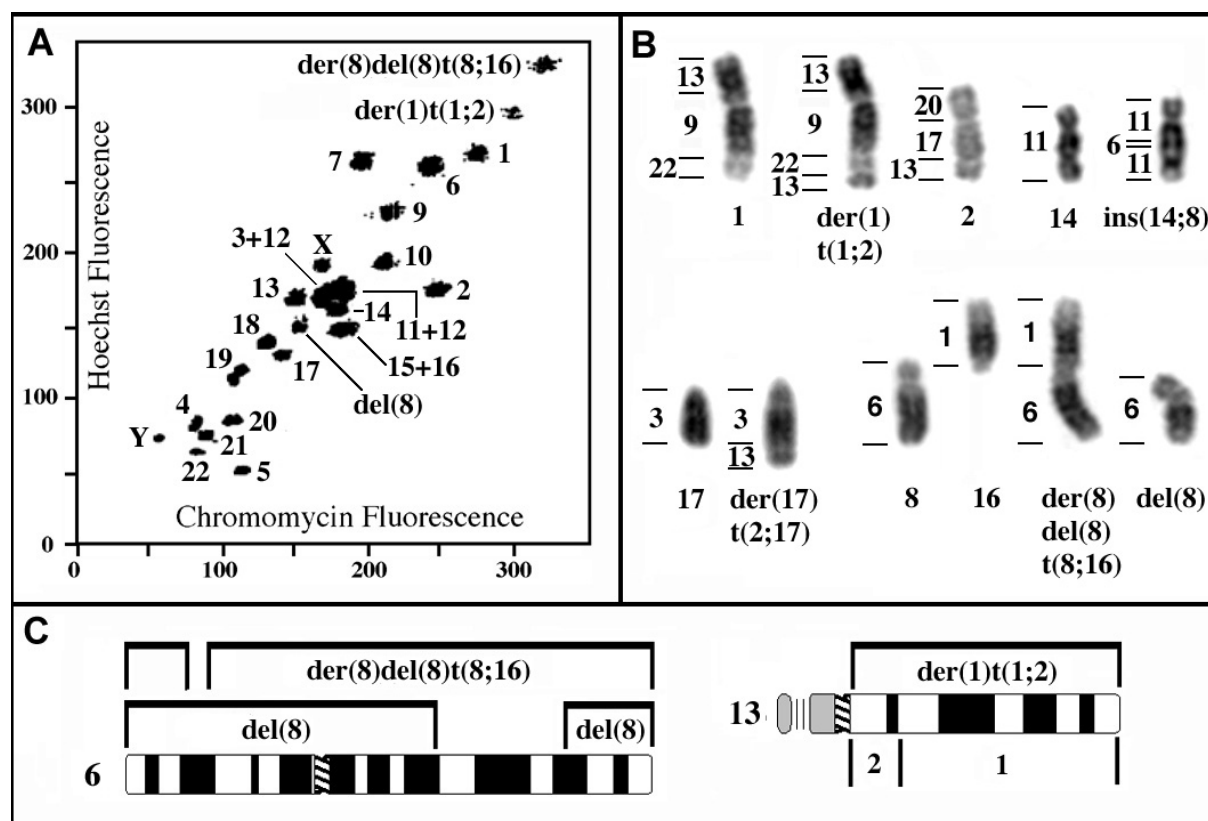 A
der(8)del(8)t(8;16)
der(1)t(1;2)
300
7
1
6
9
3+12
X
10
200
13
2
14
11+12
18
15+16
19
17
del(8)
100
4
20
Y
21
22
5
Hoechst Fluorescence
Chromomycin Fluorescence
0
0
100
200
300
B
13
9
22
1
13
9
22
13
der(1)
t(1;2)
20
17
13
2
11
14
11
6
11
ins(14;8)
3
17
3
13
der(17)
t(2;17)
6
8
1
16
1
6
der(8)
del(8)
t(8;16)
6
del(8)
C
der(8)del(8)t(8;16)
del(8)
del(8)
6
der(1)t(1;2)
13
2
1